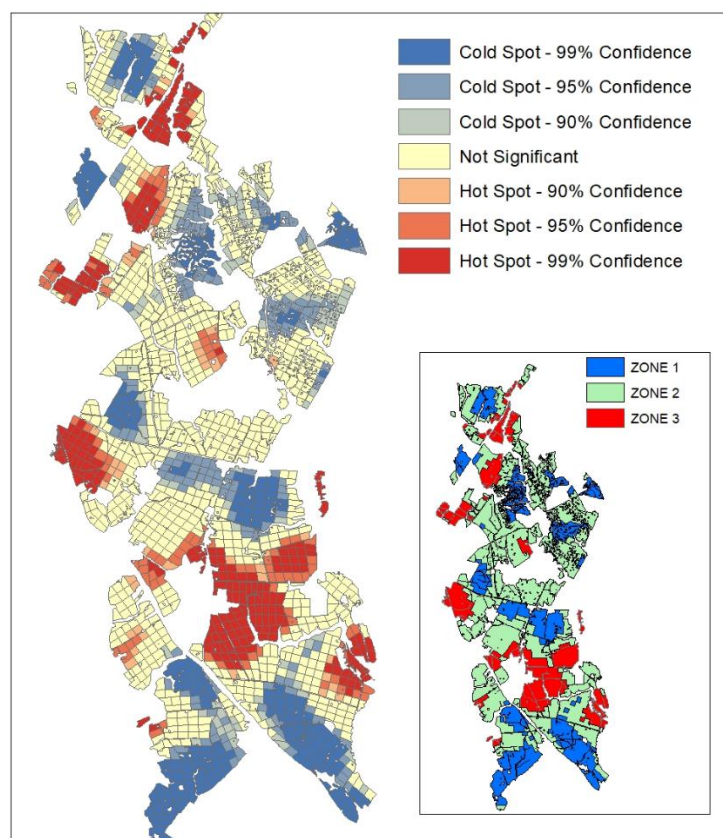 Cold Spot - 99% Confidence
Cold Spot - 95% Confidence
Cold Spot - 90% Confidence
Not Significant
Hot Spot - 90% Confidence
Hot Spot - 95% Confidence
Hot Spot - 99% Confidence
ZONE 1
ZONE 2
ZONE 3